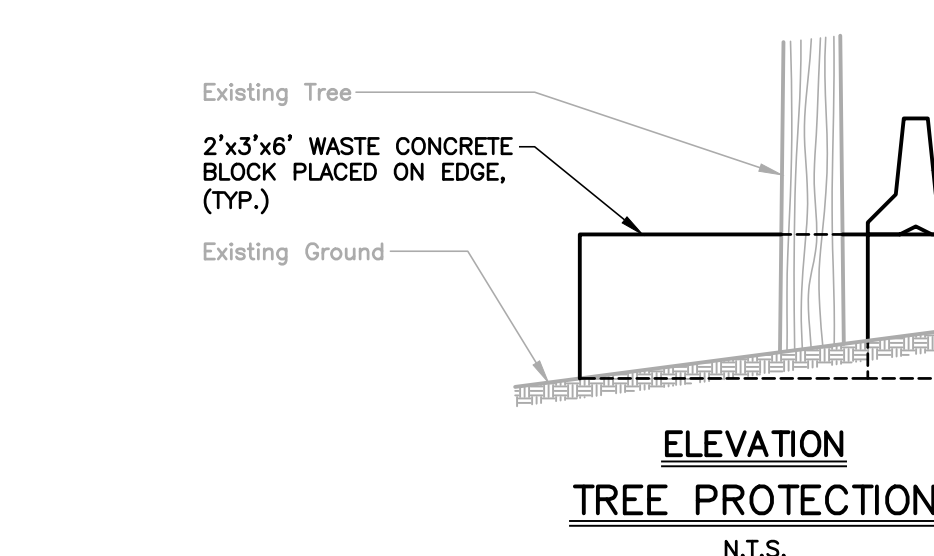 Existing Tree
2'x3'x6' WASTE CONCRETE
BLOCK PLACED ON EDGE,
(TYP.)
Existing Ground
ELEVATION
TREE PROTECTION
N.T.S.